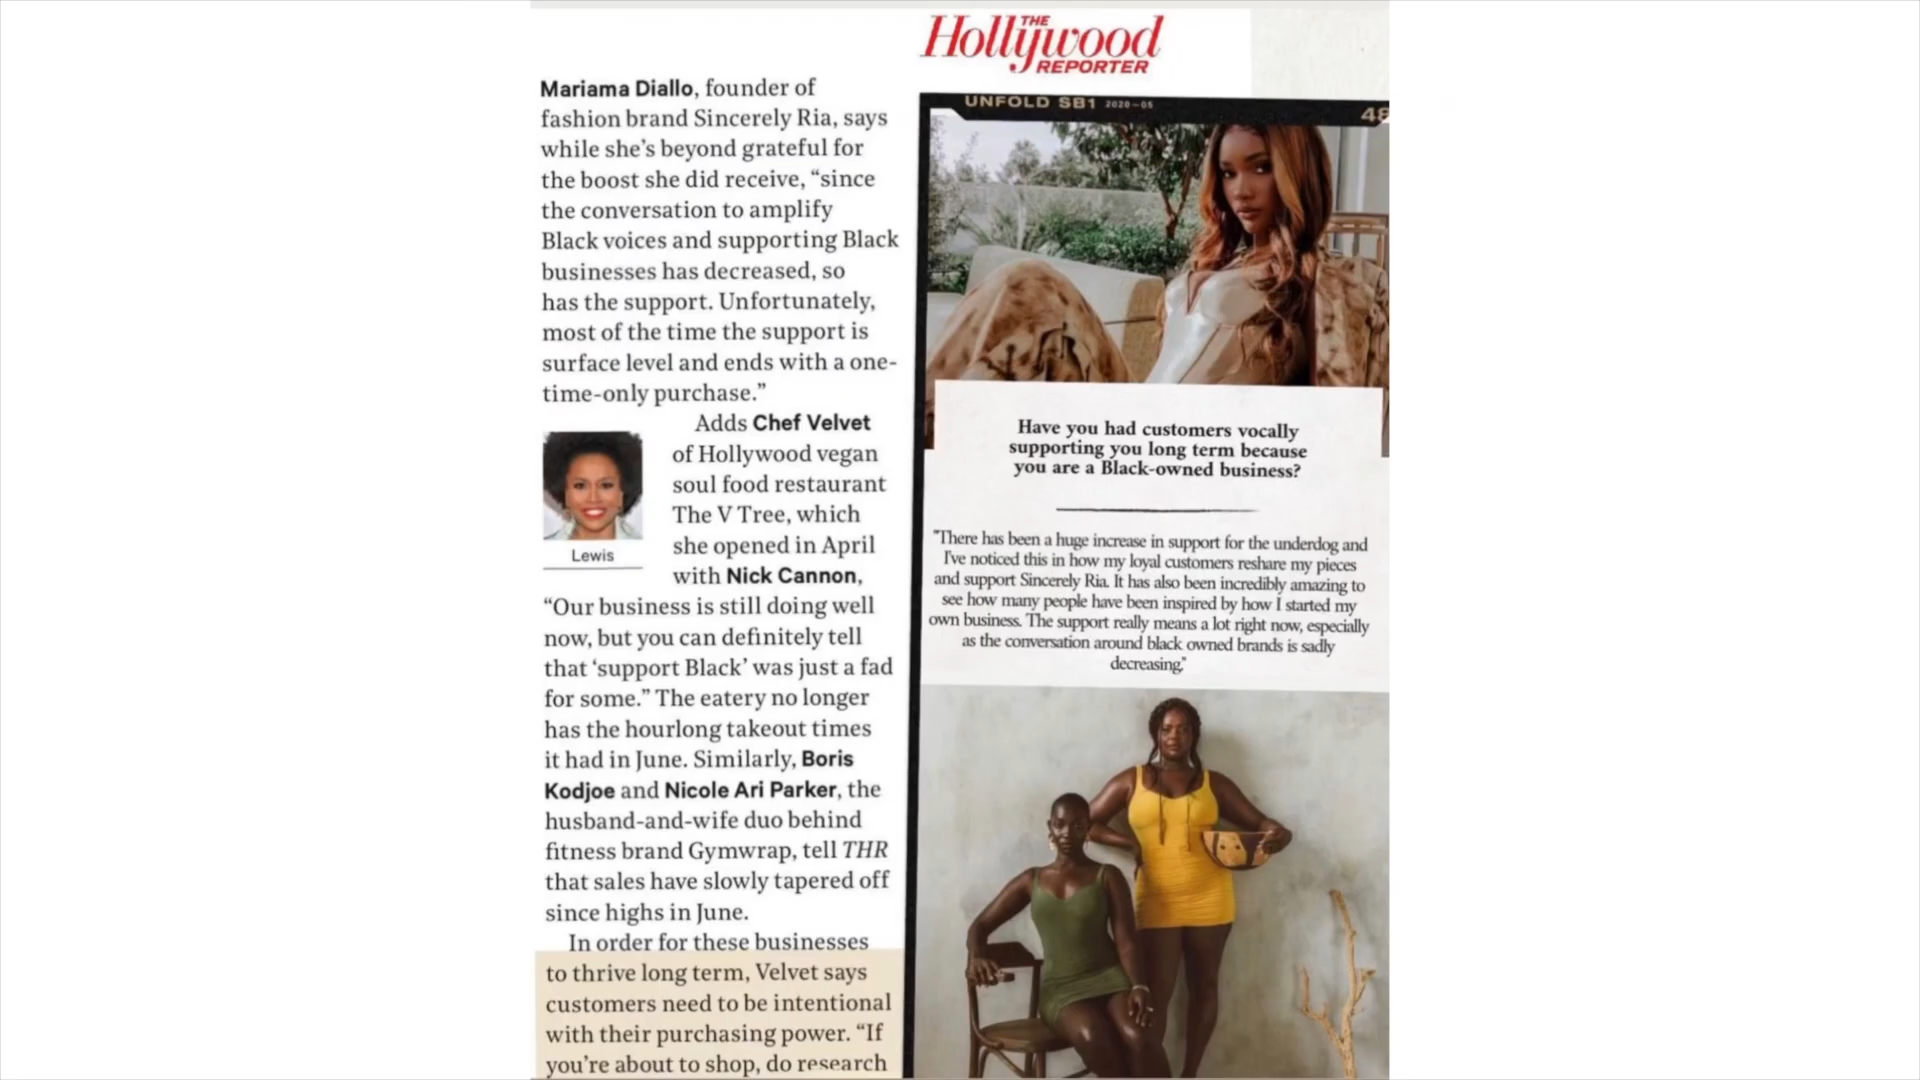 THE
Hollywood
REPORTER
Mariama Diallo, founder of
fashion brand Sincerely Ria, says
while she's beyond grateful for
the boost she did receive, “since
the conversation to amplify
Black voices and supporting Black
businesses has decreased, so
has the support. Unfortunately,
most of the time the support is
surface level and ends with a one-
time-only purchase.”
Adds Chef Velvet
of Hollywood vegan
soul food restaurant
The V Tree, which
she opened in April
with Nick Cannon,
Lewis
“Our business is still doing well
now, but you can definitely tell
that ‘support Black’ was just a fad
for some.” The eatery no longer
has the hourlong takeout times
it had in June. Similarly, Boris
Kodjoe and Nicole Ari Parker, the
husband-and-wife duo behind
fitness brand Gymwrap, tell THR
that sales have slowly tapered off
since highs in June.
In order for these businesses
to thrive long term, Velvet says
customers need to be intentional
with their purchasing power. “If
you're about to shop, do research
UNFOLD SB1 2020-05
48
Have you had customers vocally
supporting you long term because
you are a Black-owned business?
"There has been a huge increase in support for the underdog and
I've noticed this in how my loyal customers reshare my pieces
and support Sincerely Ria. It has also been incredibly amazing to
see how many people have been inspired by how I started my
own business. The support really means a lot right now, especially
as the conversation around black owned brands is sadly
decreasing."